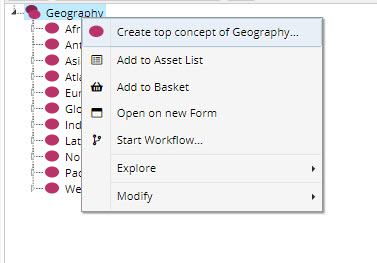 Geography
Create top concept of Geography...
Afr
Add to Asset List
Ant
Asi
Add to Basket
Atla
Eur
Open on new Form
Glo
Ind
Start Workflow...
Lat
No
Explore
Pac
We
Modify